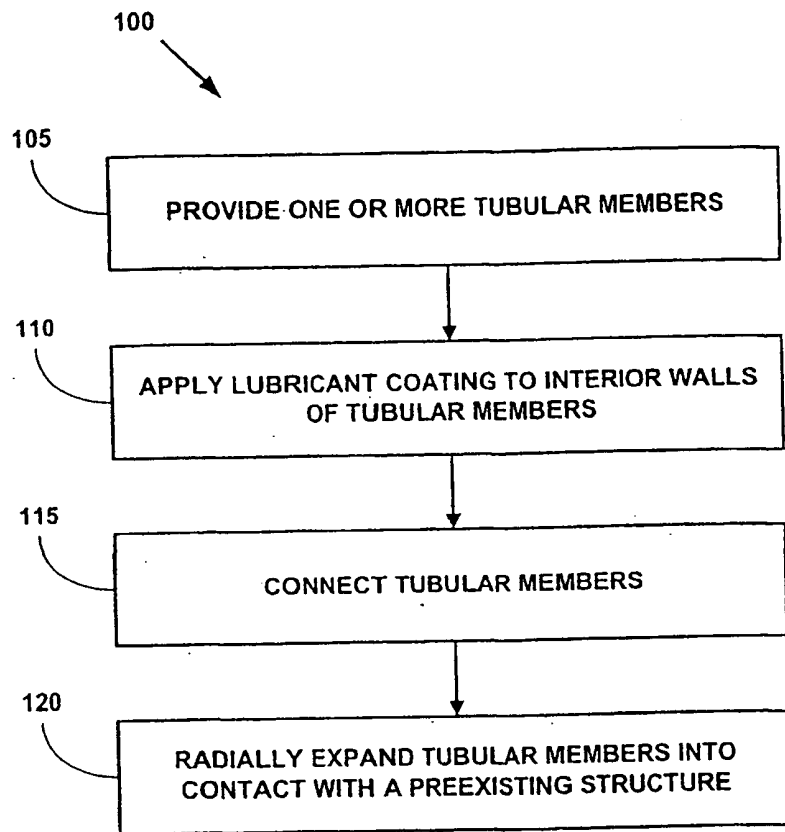 100
105
PROVIDE ONE OR MORE TUBULAR MEMBERS
110
APPLY LUBRICANT COATING TO INTERIOR WALLS
OF TUBULAR MEMBERS
115
CONNECT TUBULAR MEMBERS
120
RADIALLY EXPAND TUBULAR MEMBERS INTO
CONTACT WITH A PREEXISTING STRUCTURE